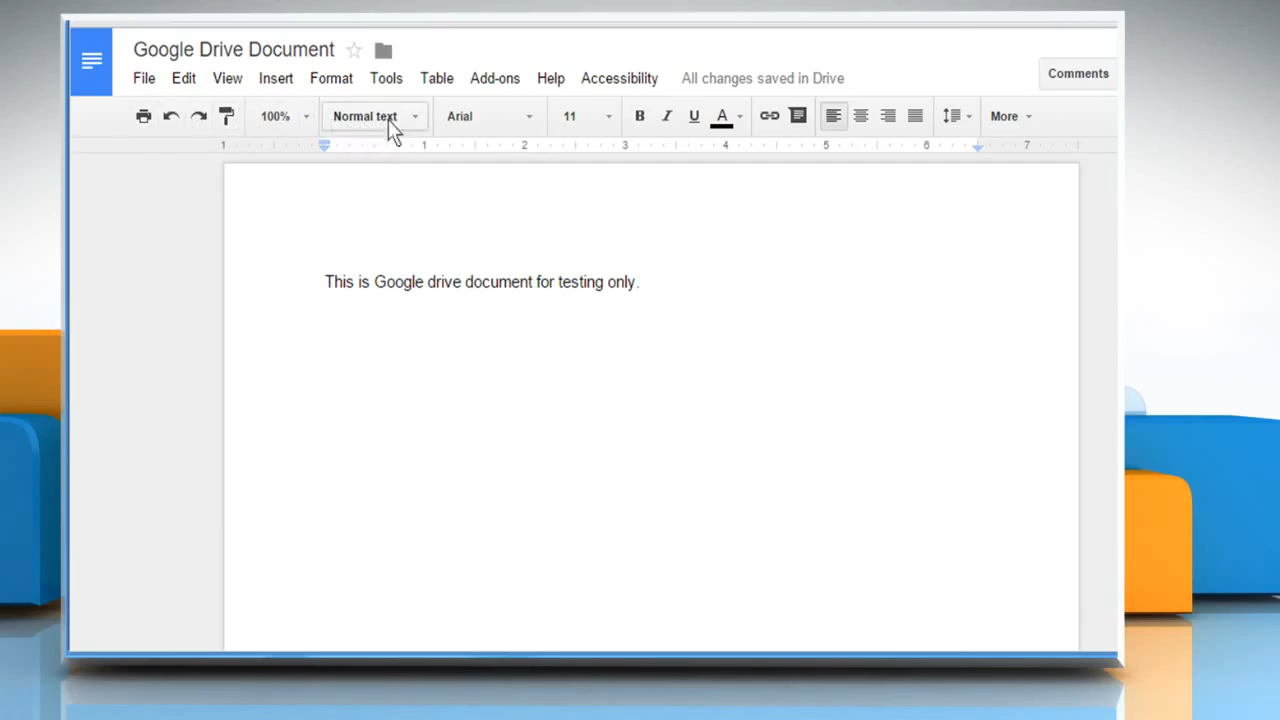 Google Drive Document
File Edit View Insert Format Tools Table Add-ons Help Accessibility All changes saved in Drive
Comments
100% Normal text Arial 11 B I U A More
1 1 2 3 4 5 6 7
This is Google drive document for testing only.